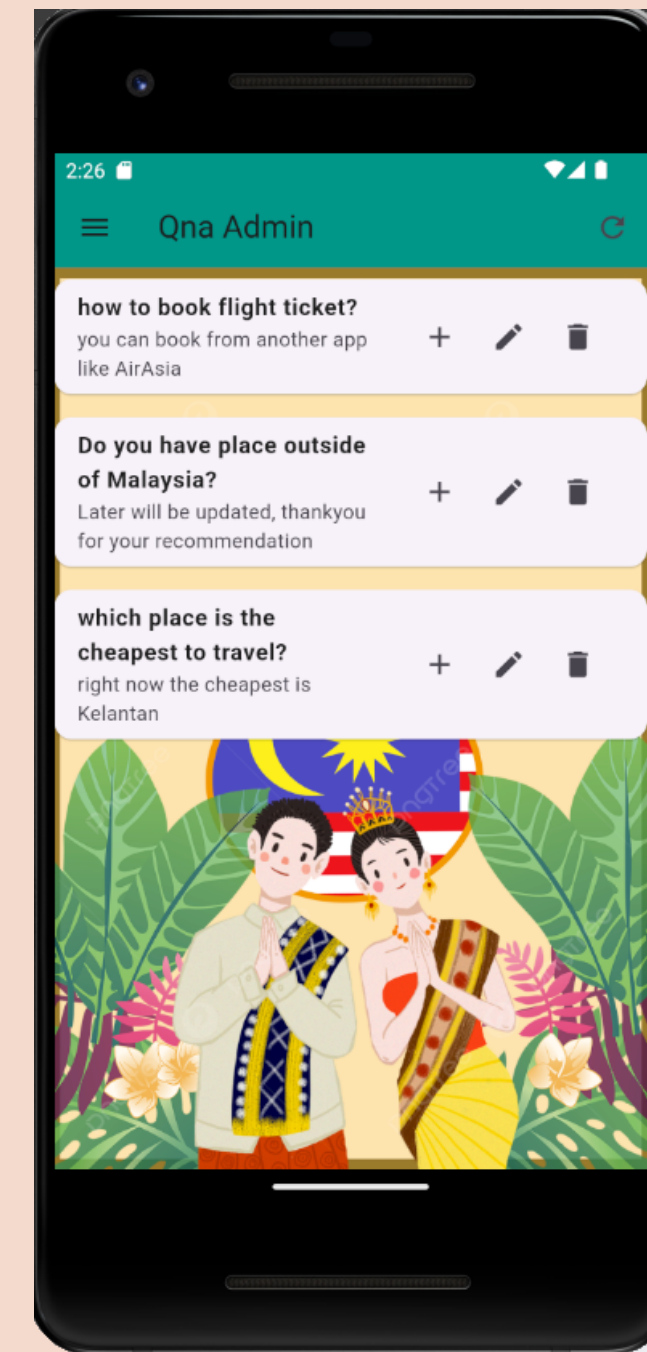 2:26
Qna Admin
how to book flight ticket?
you can book from another app
like AirAsia
Do you have place outside
of Malaysia?
Later will be updated, thankyou
for your recommendation
which place is the
cheapest to travel?
right now the cheapest is
Kelantan